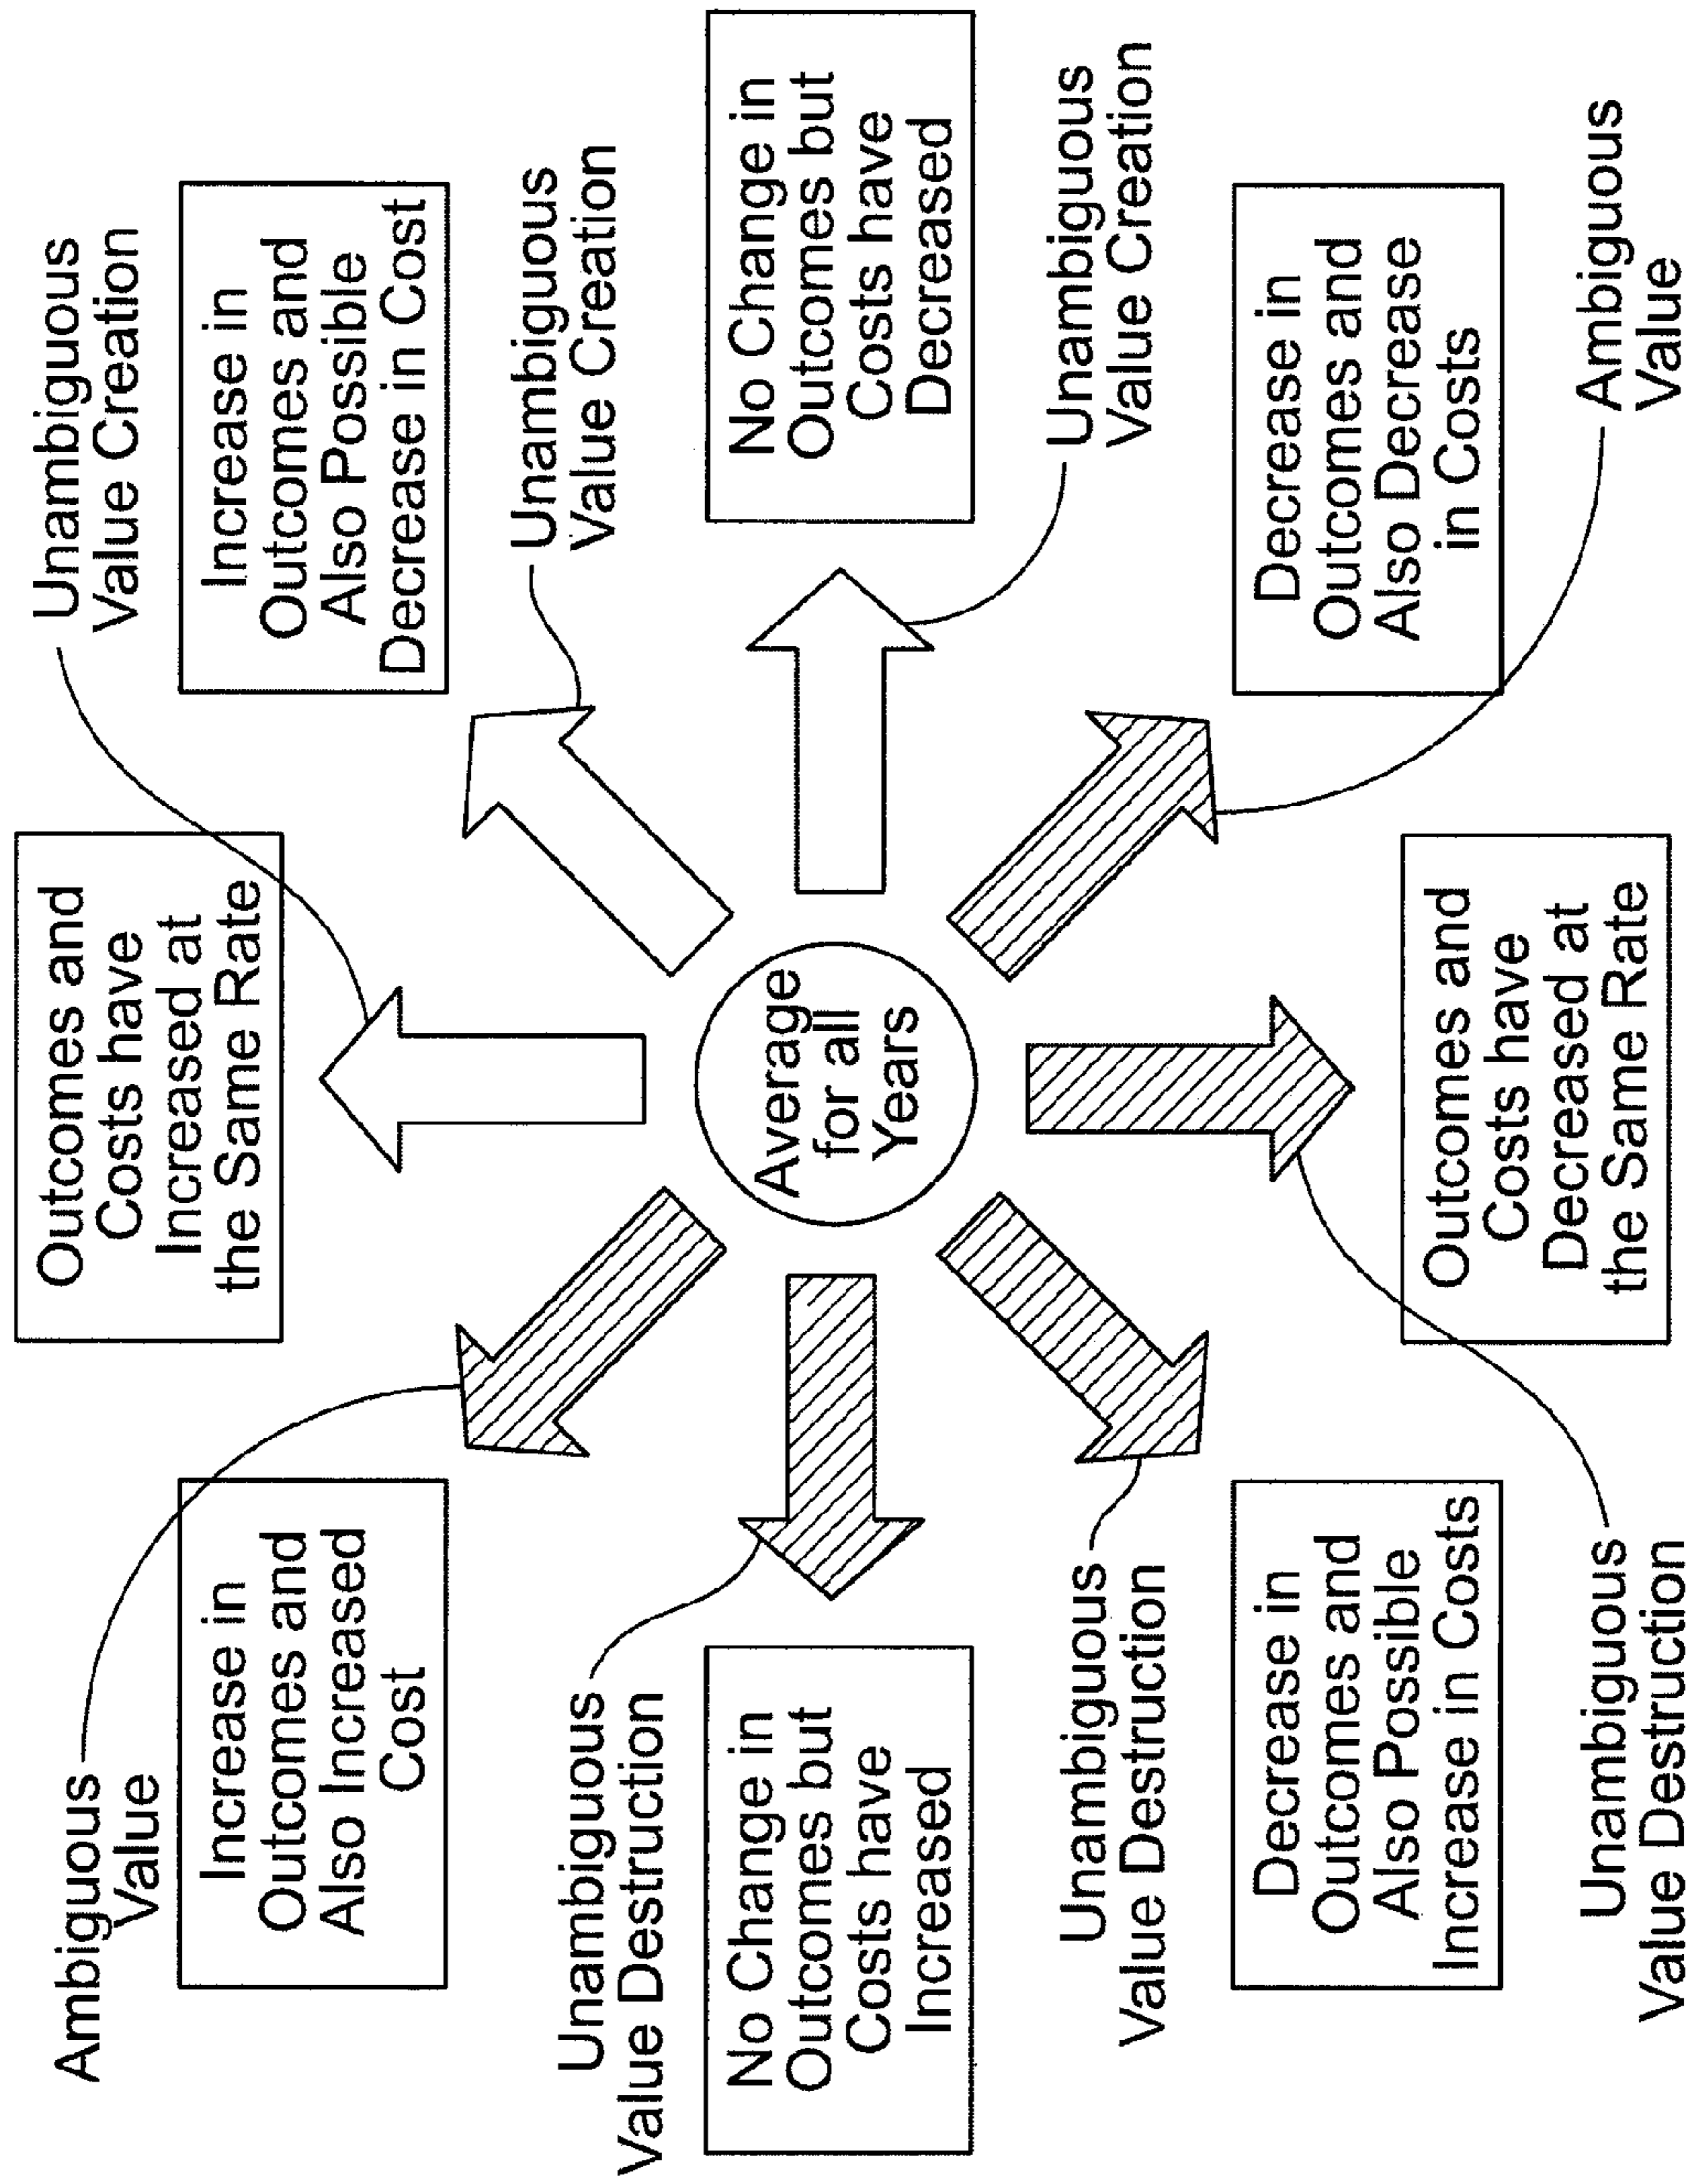 Ambiguous
Value
Outcomes and
Costs have
Increased at
the Same Rate
Unambiguous
Value Creation
Increase in
Outcomes and
Also Increased
Cost
Increase in
Outcomes and
Also Possible
Decrease in Cost
Unambiguous
Value Destruction
Unambiguous
Value Creation
No Change in
Outcomes but
Costs have
Increased
Average
for all
Years
No Change in
Outcomes but
Costs have
Decreased
Unambiguous
Value Destruction
Unambiguous
Value Creation
Decrease in
Outcomes and
Also Possible
Increase in Costs
Outcomes and
Costs have
Decreased at
the Same Rate
Decrease in
Outcomes and
Also Decrease
in Costs
Unambiguous
Value Destruction
Ambiguous
Value